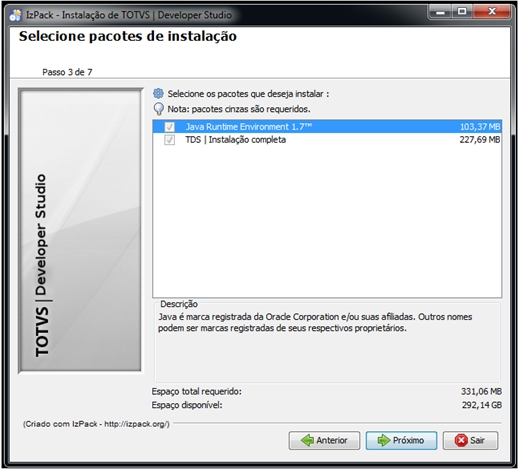 IzPack - Instalação de TOTVS | Developer Studio
Selecione pacotes de instalação
Passo 3 de 7
TOTVS | Developer Studio
Selecione os pacotes que deseja instalar :
Nota: pacotes cinzas são requeridos.
Java Runtime Environment 1.7™ 103,37 MB
TDS | Instalação completa 227,69 MB
Descrição
Java é marca registrada da Oracle Corporation e/ou suas afiliadas. Outros nomes
podem ser marcas registradas de seus respectivos proprietários.
Espaço total requerido: 331,06 MB
Espaço disponível: 292,14 GB
(Criado com IzPack - http://izpack.org/)
Anterior Próximo Sair